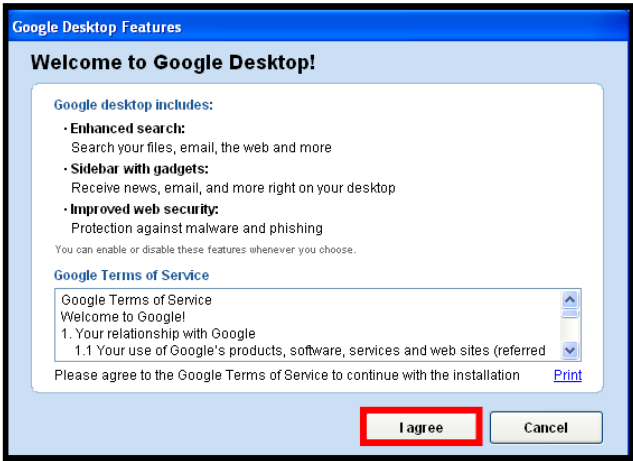 Google Desktop Features
Welcome to Google Desktop!
Google desktop includes:
· Enhanced search:
Search your files, email, the web and more
· Sidebar with gadgets:
Receive news, email, and more right on your desktop
· Improved web security:
Protection against malware and phishing
You can enable or disable these features whenever you choose.
Google Terms of Service
Google Terms of Service
Welcome to Google!
1. Your relationship with Google
1.1 Your use of Google's products, software, services and web sites (referred
Please agree to the Google Terms of Service to continue with the installation Print
I agree Cancel